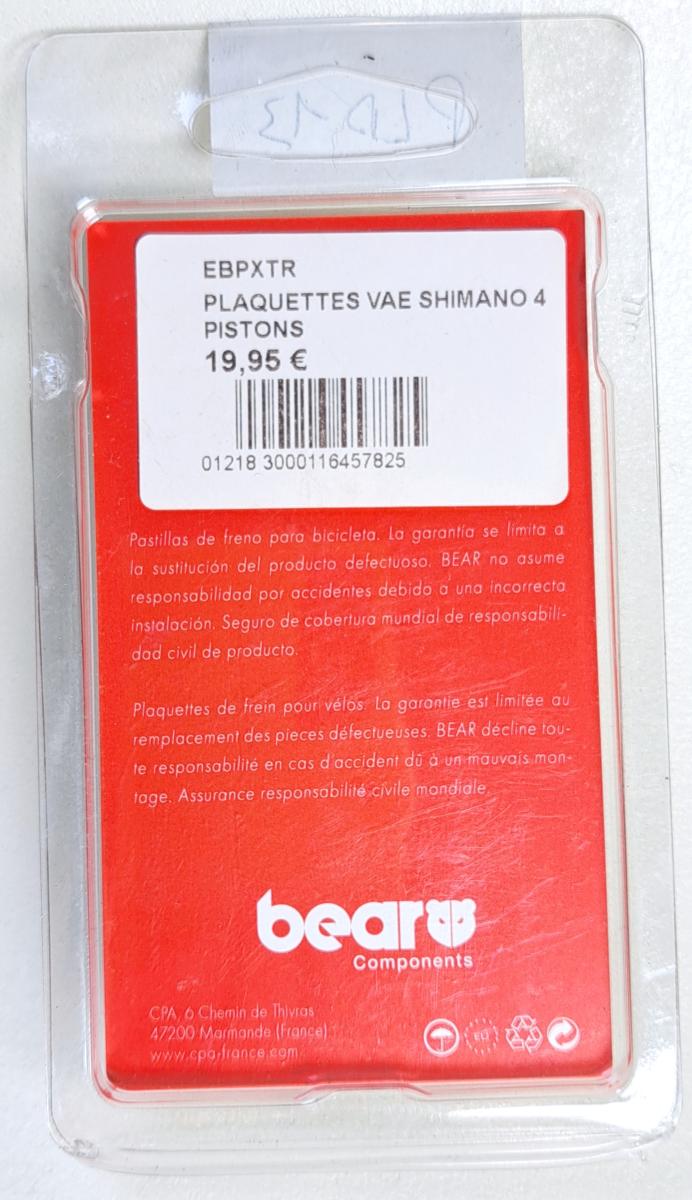 PLD 13
EBPXTR
PLAQUETTES VAE SHIMANO 4
PISTONS
19,95 €
01218 3000116457825
Pastillas de freno para bicicleta. La garantía se limita a
la sustitución del producto defectuoso. BEAR no asume
responsabilidad por accidentes debido a una incorrecta
instalación. Seguro de cobertura mundial de responsabili-
dad civil de producto.
Plaquettes de frein pour vélos. La garantie est limitée au
remplacement des pieces défectueuses. BEAR décline tou-
te responsabilité en cas d'accident dû à un mauvais mon-
tage. Assurance responsabilité civile mondiale.
bear
Components
CPA, 6 Chemin de Thivras
47200 Marmande (France)
www.cpa-france.com
EU